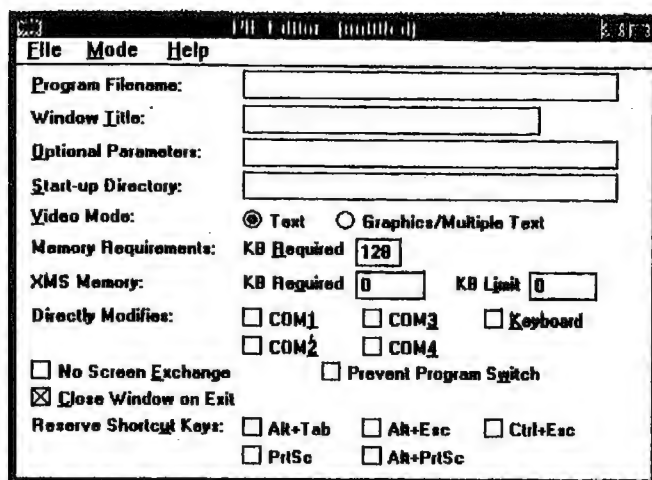 PIF Editor - (untitled)
File Mode Help
Program Filename:
Window Title:
Optional Parameters:
Start-up Directory:
Video Mode: Text Graphics/Multiple Text
Memory Requirements: KB Required 128
XMS Memory: KB Required 0 KB Limit 0
Directly Modifies: COM1 COM3 Keyboard
COM2 COM4
No Screen Exchange Prevent Program Switch
Close Window on Exit
Reserve Shortcut Keys: Alt+Tab Alt+Esc Ctrl+Esc
PrtSc Alt+PrtSc